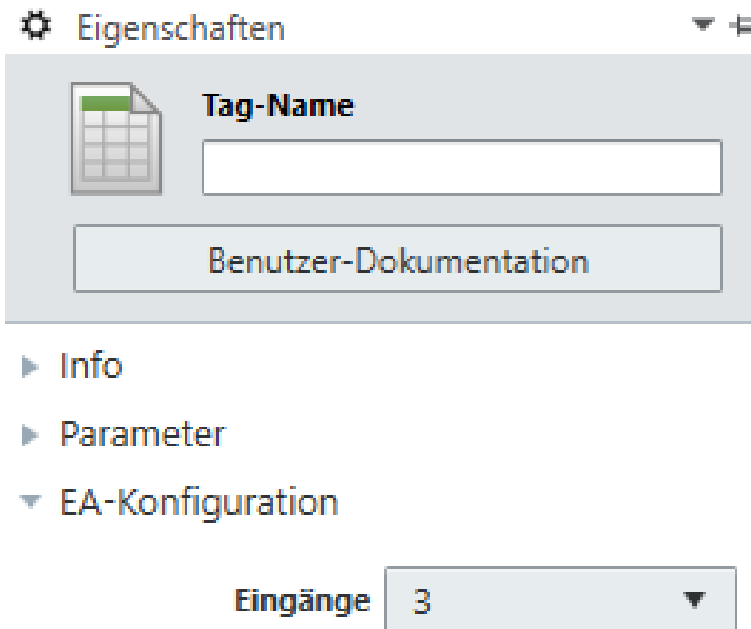 Eigenschaften
Tag-Name
Benutzer-Dokumentation
Info
Parameter
EA-Konfiguration
Eingänge 3